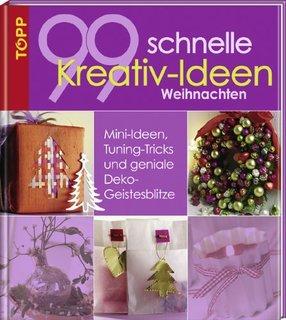 TOPP
99 schnelle
Kreativ-Ideen
Weihnachten
Mini-Ideen,
Tuning-Tricks
und geniale
Deko-
Geistesblitze